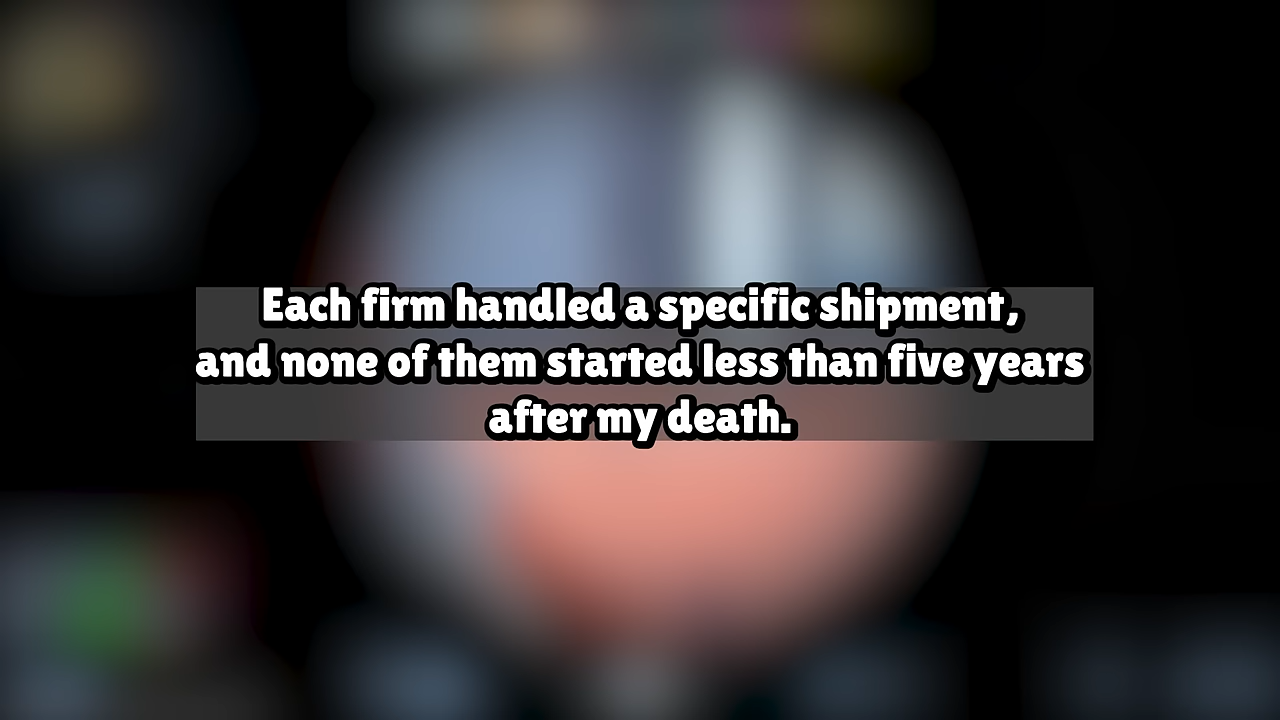 Each firm handled a specific shipment,
and none of them started less than five years
after my death.